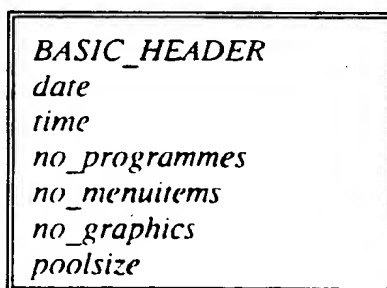 BASIC_HEADER
date
time
no_programmes
no_menuitems
no_graphics
poolsize